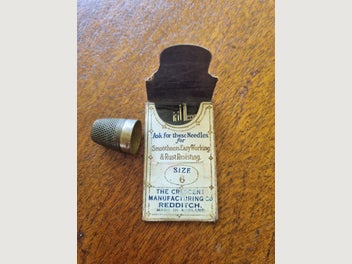 Ask for these Needles
for
Smoothness, Easy Working
& Rust Resisting.
SIZE
6
THE CRESCENT
MANUFACTURING CO
REDDITCH.
MADE IN ENGLAND